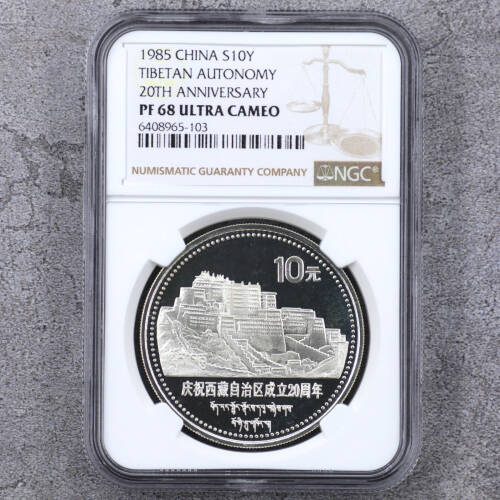 1985 CHINA S10Y
TIBETAN AUTONOMY
20TH ANNIVERSARY
PF 68 ULTRA CAMEO
6408965-103
NUMISMATIC GUARANTY COMPANY
NGC®
10元
庆祝西藏自治区成立20周年